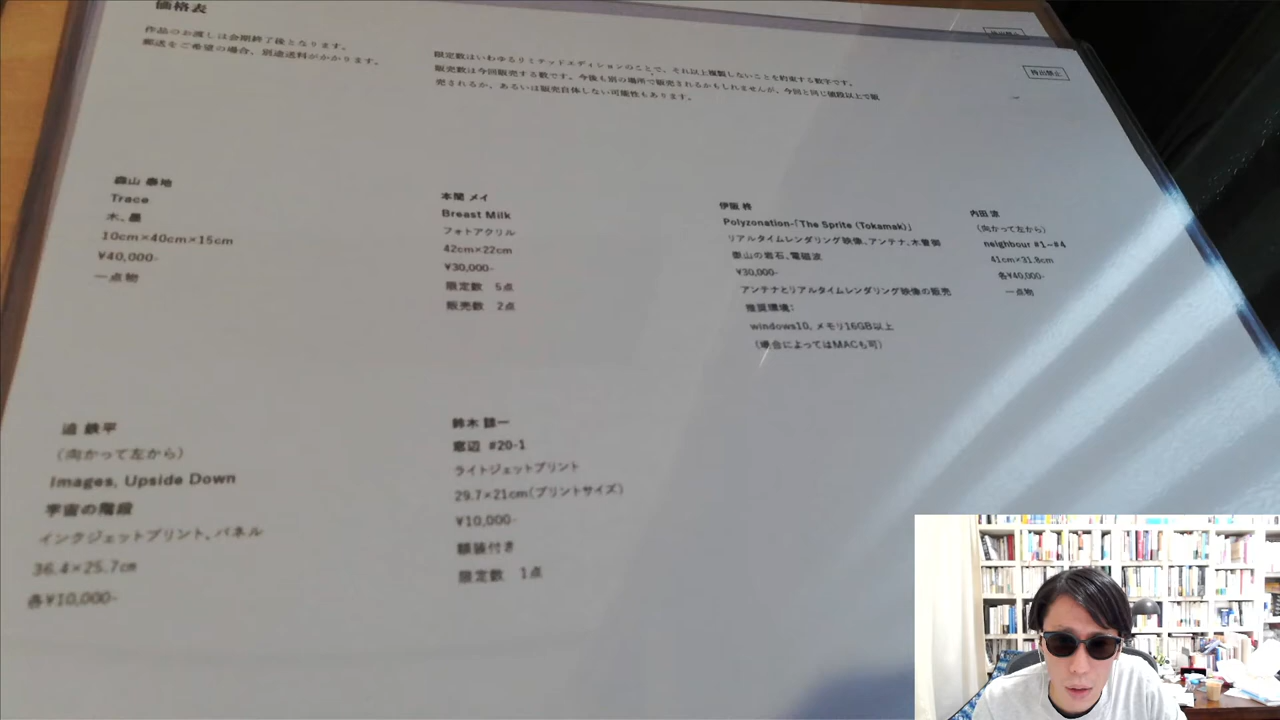 価格表
作品のお渡しは会期終了後となります。
郵送をご希望の場合、別途送料がかかります。
限定数はいわゆるリミテッドエディションのことで、それ以上複製しないことを約束する数字です。
販売数は今回販売する数です。今後も別の場所で販売されるかもしれませんが、今回と同じ値段以上で販
売されるか、あるいは販売自体しない可能性もあります。
持出禁止
森山 泰地
Trace
木、墨
10cm×40cm×15cm
¥40,000-
一点物
本間 メイ
Breast Milk
フォトアクリル
42cm×22cm
¥30,000-
限定数 5点
販売数 2点
伊阪 柊
Polyzonation-「The Sprite (Tokamak)」
リアルタイムレンダリング映像、アンテナ、木曽御
嶽山の岩石、電磁波
¥30,000-
アンテナとリアルタイムレンダリング映像の販売
推奨環境:
windows10、メモリ16GB以上
(場合によってはMACも可)
内田 涼
(向かって左から)
neighbour #1~#4
41cm×31.8cm
各¥40,000-
一点物
鉄平
(向かって左から)
Images, Upside Down
宇宙の階段
インクジェットプリント、パネル
36.4×25.7cm
各¥10,000-
鈴木 諒一
窓辺 #20-1
ライトジェットプリント
29.7×21cm(プリントサイズ)
¥10,000-
額装付き
限定数 1点